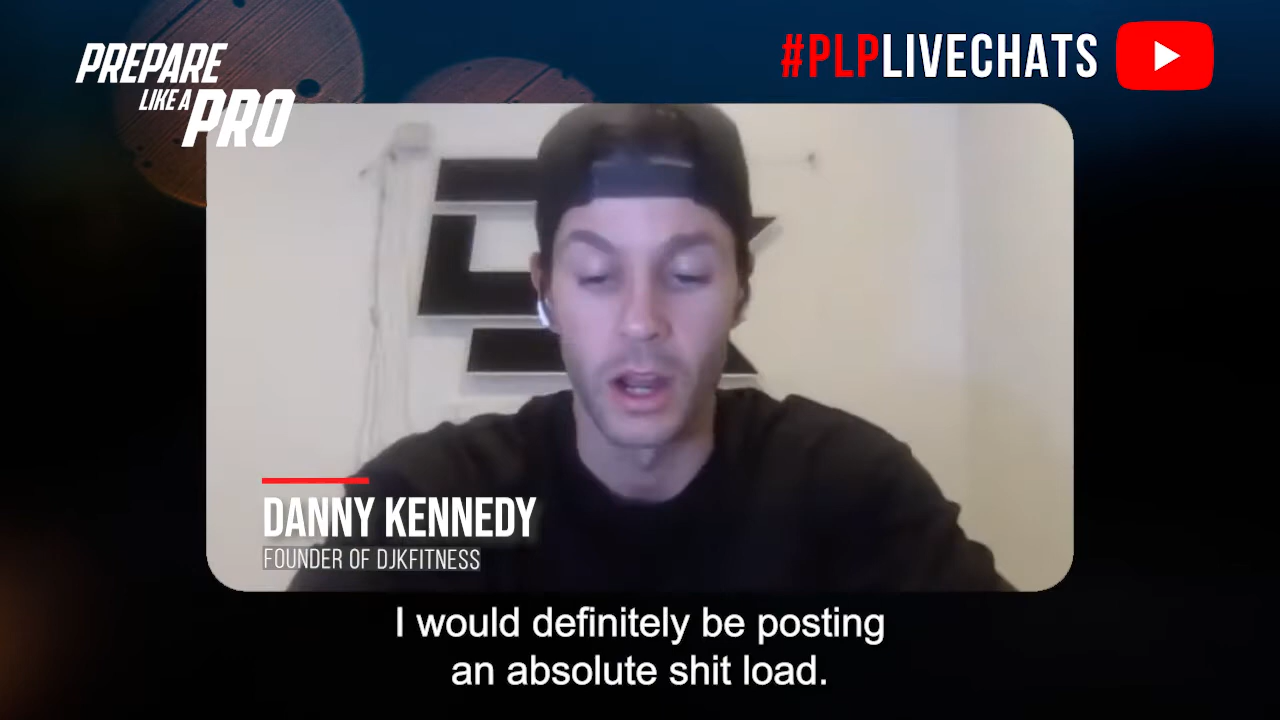 PREPARE
LIKE A
PRO
#PLPLIVECHATS
DANNY KENNEDY
FOUNDER OF DJKFITNESS
I would definitely be posting
an absolute shit load.